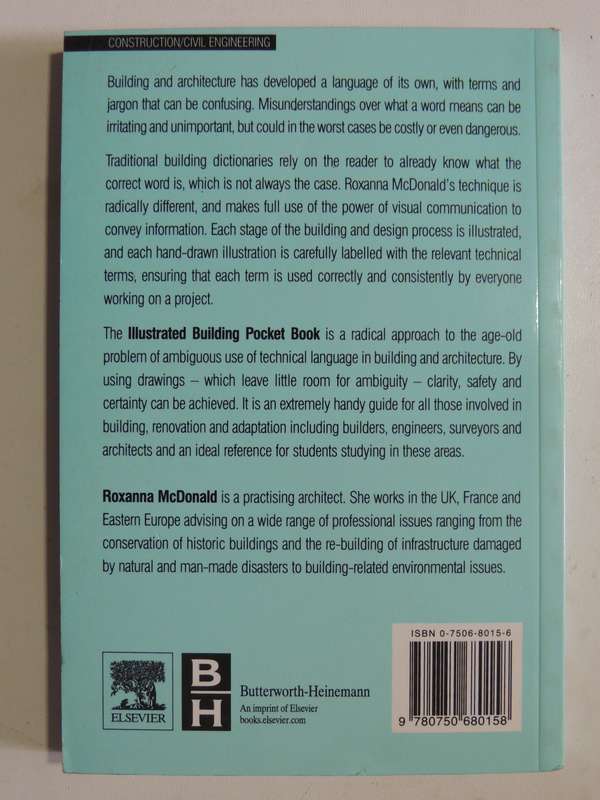 CONSTRUCTION/CIVIL ENGINEERING
Building and architecture has developed a language of its own, with terms and
jargon that can be confusing. Misunderstandings over what a word means can be
irritating and unimportant, but could in the worst cases be costly or even dangerous.
Traditional building dictionaries rely on the reader to already know what the
correct word is, which is not always the case. Roxanna McDonald's technique is
radically different, and makes full use of the power of visual communication to
convey information. Each stage of the building and design process is illustrated,
and each hand-drawn illustration is carefully labelled with the relevant technical
terms, ensuring that each term is used correctly and consistently by everyone
working on a project.
The Illustrated Building Pocket Book is a radical approach to the age-old
problem of ambiguous use of technical language in building and architecture. By
using drawings – which leave little room for ambiguity – clarity, safety and
certainty can be achieved. It is an extremely handy guide for all those involved in
building, renovation and adaptation including builders, engineers, surveyors and
architects and an ideal reference for students studying in these areas.
Roxanna McDonald is a practising architect. She works in the UK, France and
Eastern Europe advising on a wide range of professional issues ranging from the
conservation of historic buildings and the re-building of infrastructure damaged
by natural and man-made disasters to building-related environmental issues.
ELSEVIER
B
H
Butterworth-Heinemann
An imprint of Elsevier
books.elsevier.com
ISBN 0-7506-8015-6
9 780750 680158